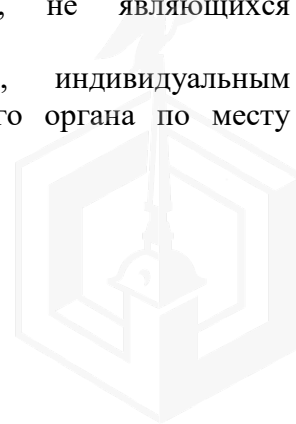 не являющихся
, индивидуальным
го органа по месту